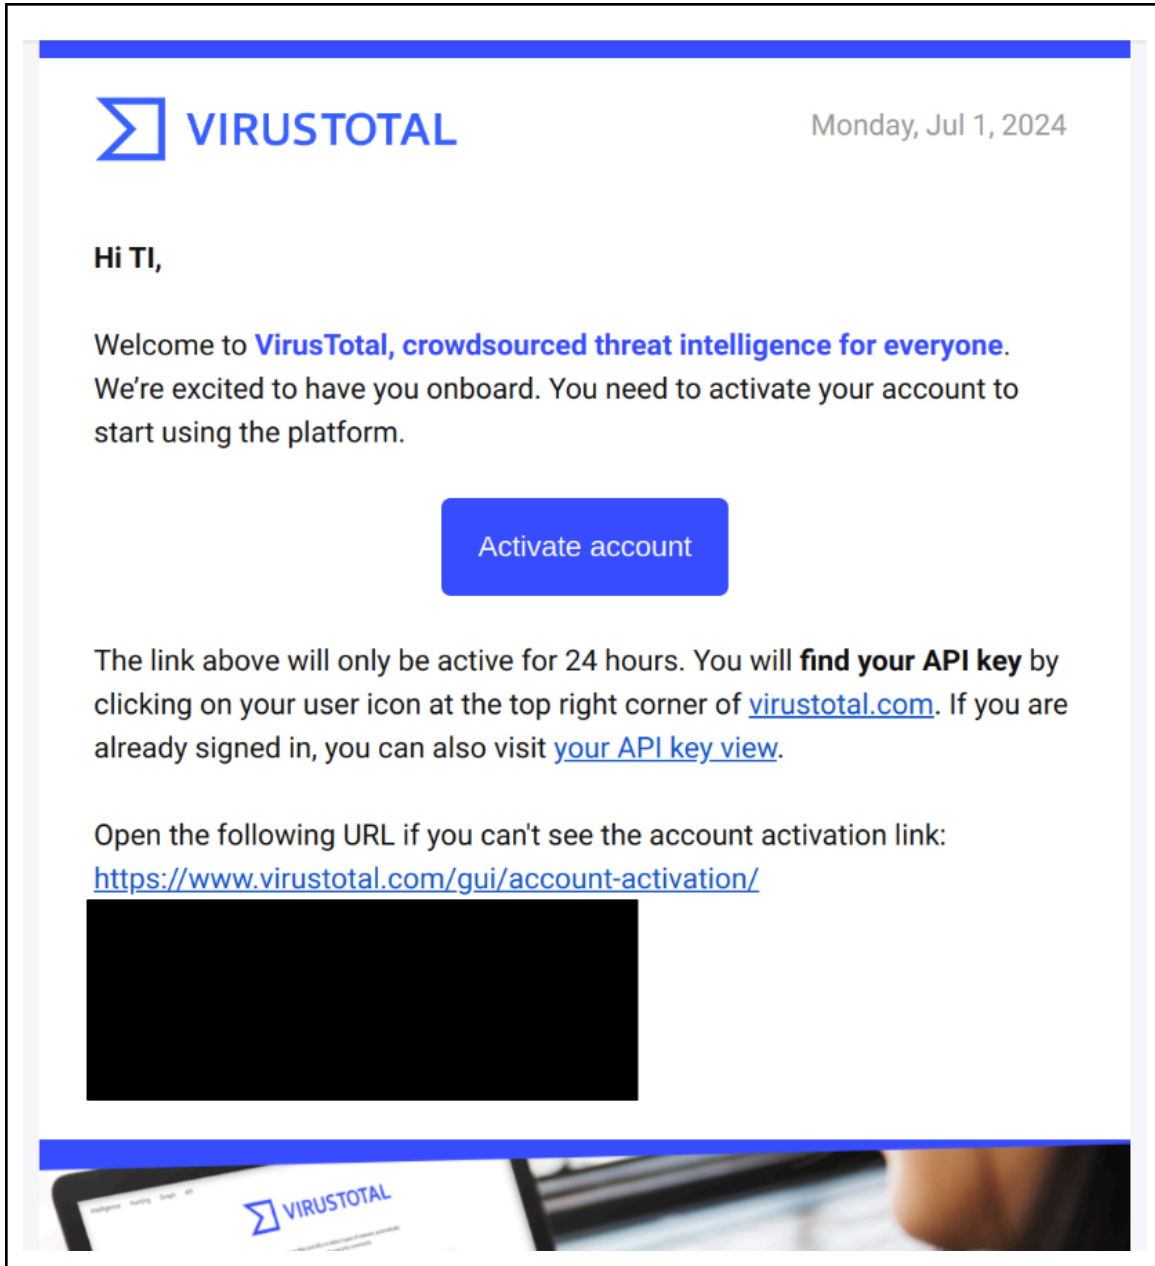 VIRUSTOTAL
Monday, Jul 1, 2024
Hi TI,
Welcome to VirusTotal, crowdsourced threat intelligence for everyone.
We’re excited to have you onboard. You need to activate your account to
start using the platform.
Activate account
The link above will only be active for 24 hours. You will find your API key by
clicking on your user icon at the top right corner of virustotal.com. If you are
already signed in, you can also visit your API key view.
Open the following URL if you can't see the account activation link:
https://www.virustotal.com/gui/account-activation/
Intelligence Hunting Graph API
VIRUSTOTAL